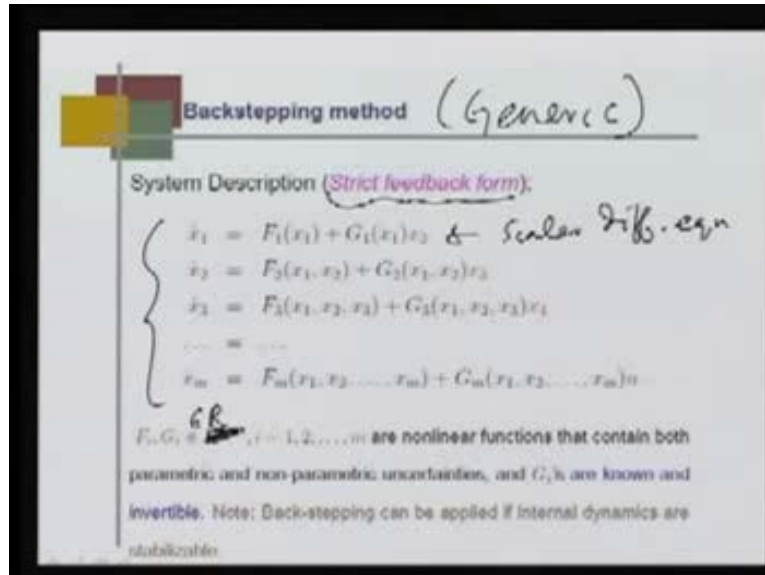 Backstepping method (Generic)
System Description (Strict feedback form):
ẋ₁ = F₁(x₁) + G₁(x₁)x₂ ← Scalar Diff. eqn
ẋ₂ = F₂(x₁, x₂) + G₂(x₁, x₂)x₃
ẋ₃ = F₃(x₁, x₂, x₃) + G₃(x₁, x₂, x₃)x₄
.... = ....
ẋₘ = Fₘ(x₁, x₂, ..., xₘ) + Gₘ(x₁, x₂, ..., xₘ)u
Fᵢ, Gᵢ ∈ R, i = 1, 2, ..., m are nonlinear functions that contain both
parametric and non-parametric uncertainties, and Gᵢ's are known and
invertible. Note: Back-stepping can be applied if Internal dynamics are
stabilizable